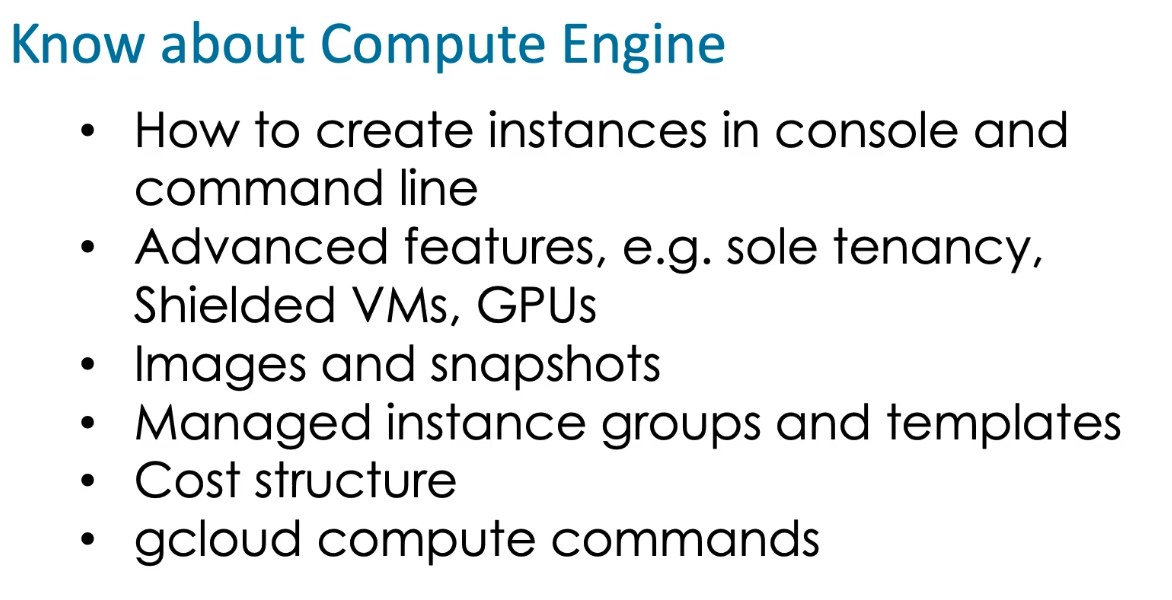 Know about Compute Engine
• How to create instances in console and
command line
• Advanced features, e.g. sole tenancy,
Shielded VMs, GPUs
• Images and snapshots
• Managed instance groups and templates
• Cost structure
• gcloud compute commands